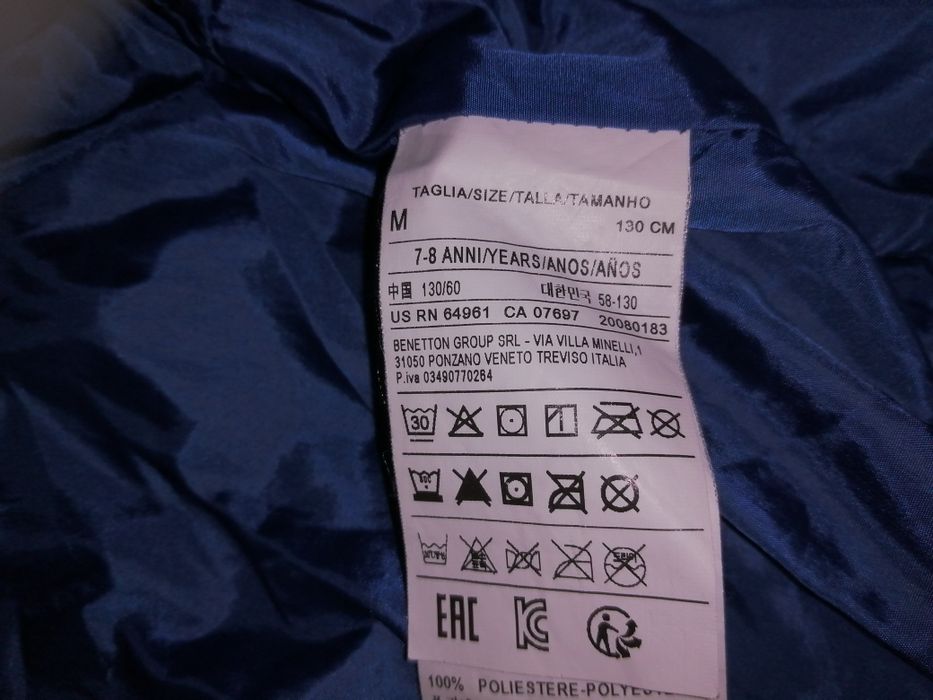 TAGLIA/SIZE/TALLA/TAMANHO
M 130 CM
7-8 ANNI/YEARS/ANOS/AÑOS
中国 130/60 대한민국 58-130
US RN 64961 CA 07697 20080183
BENETTON GROUP SRL - VIA VILLA MINELLI,1
31050 PONZANO VENETO TREVISO ITALIA
P.iva 03490770264
30
EAC KC
100% POLIESTERE-POLYESTE